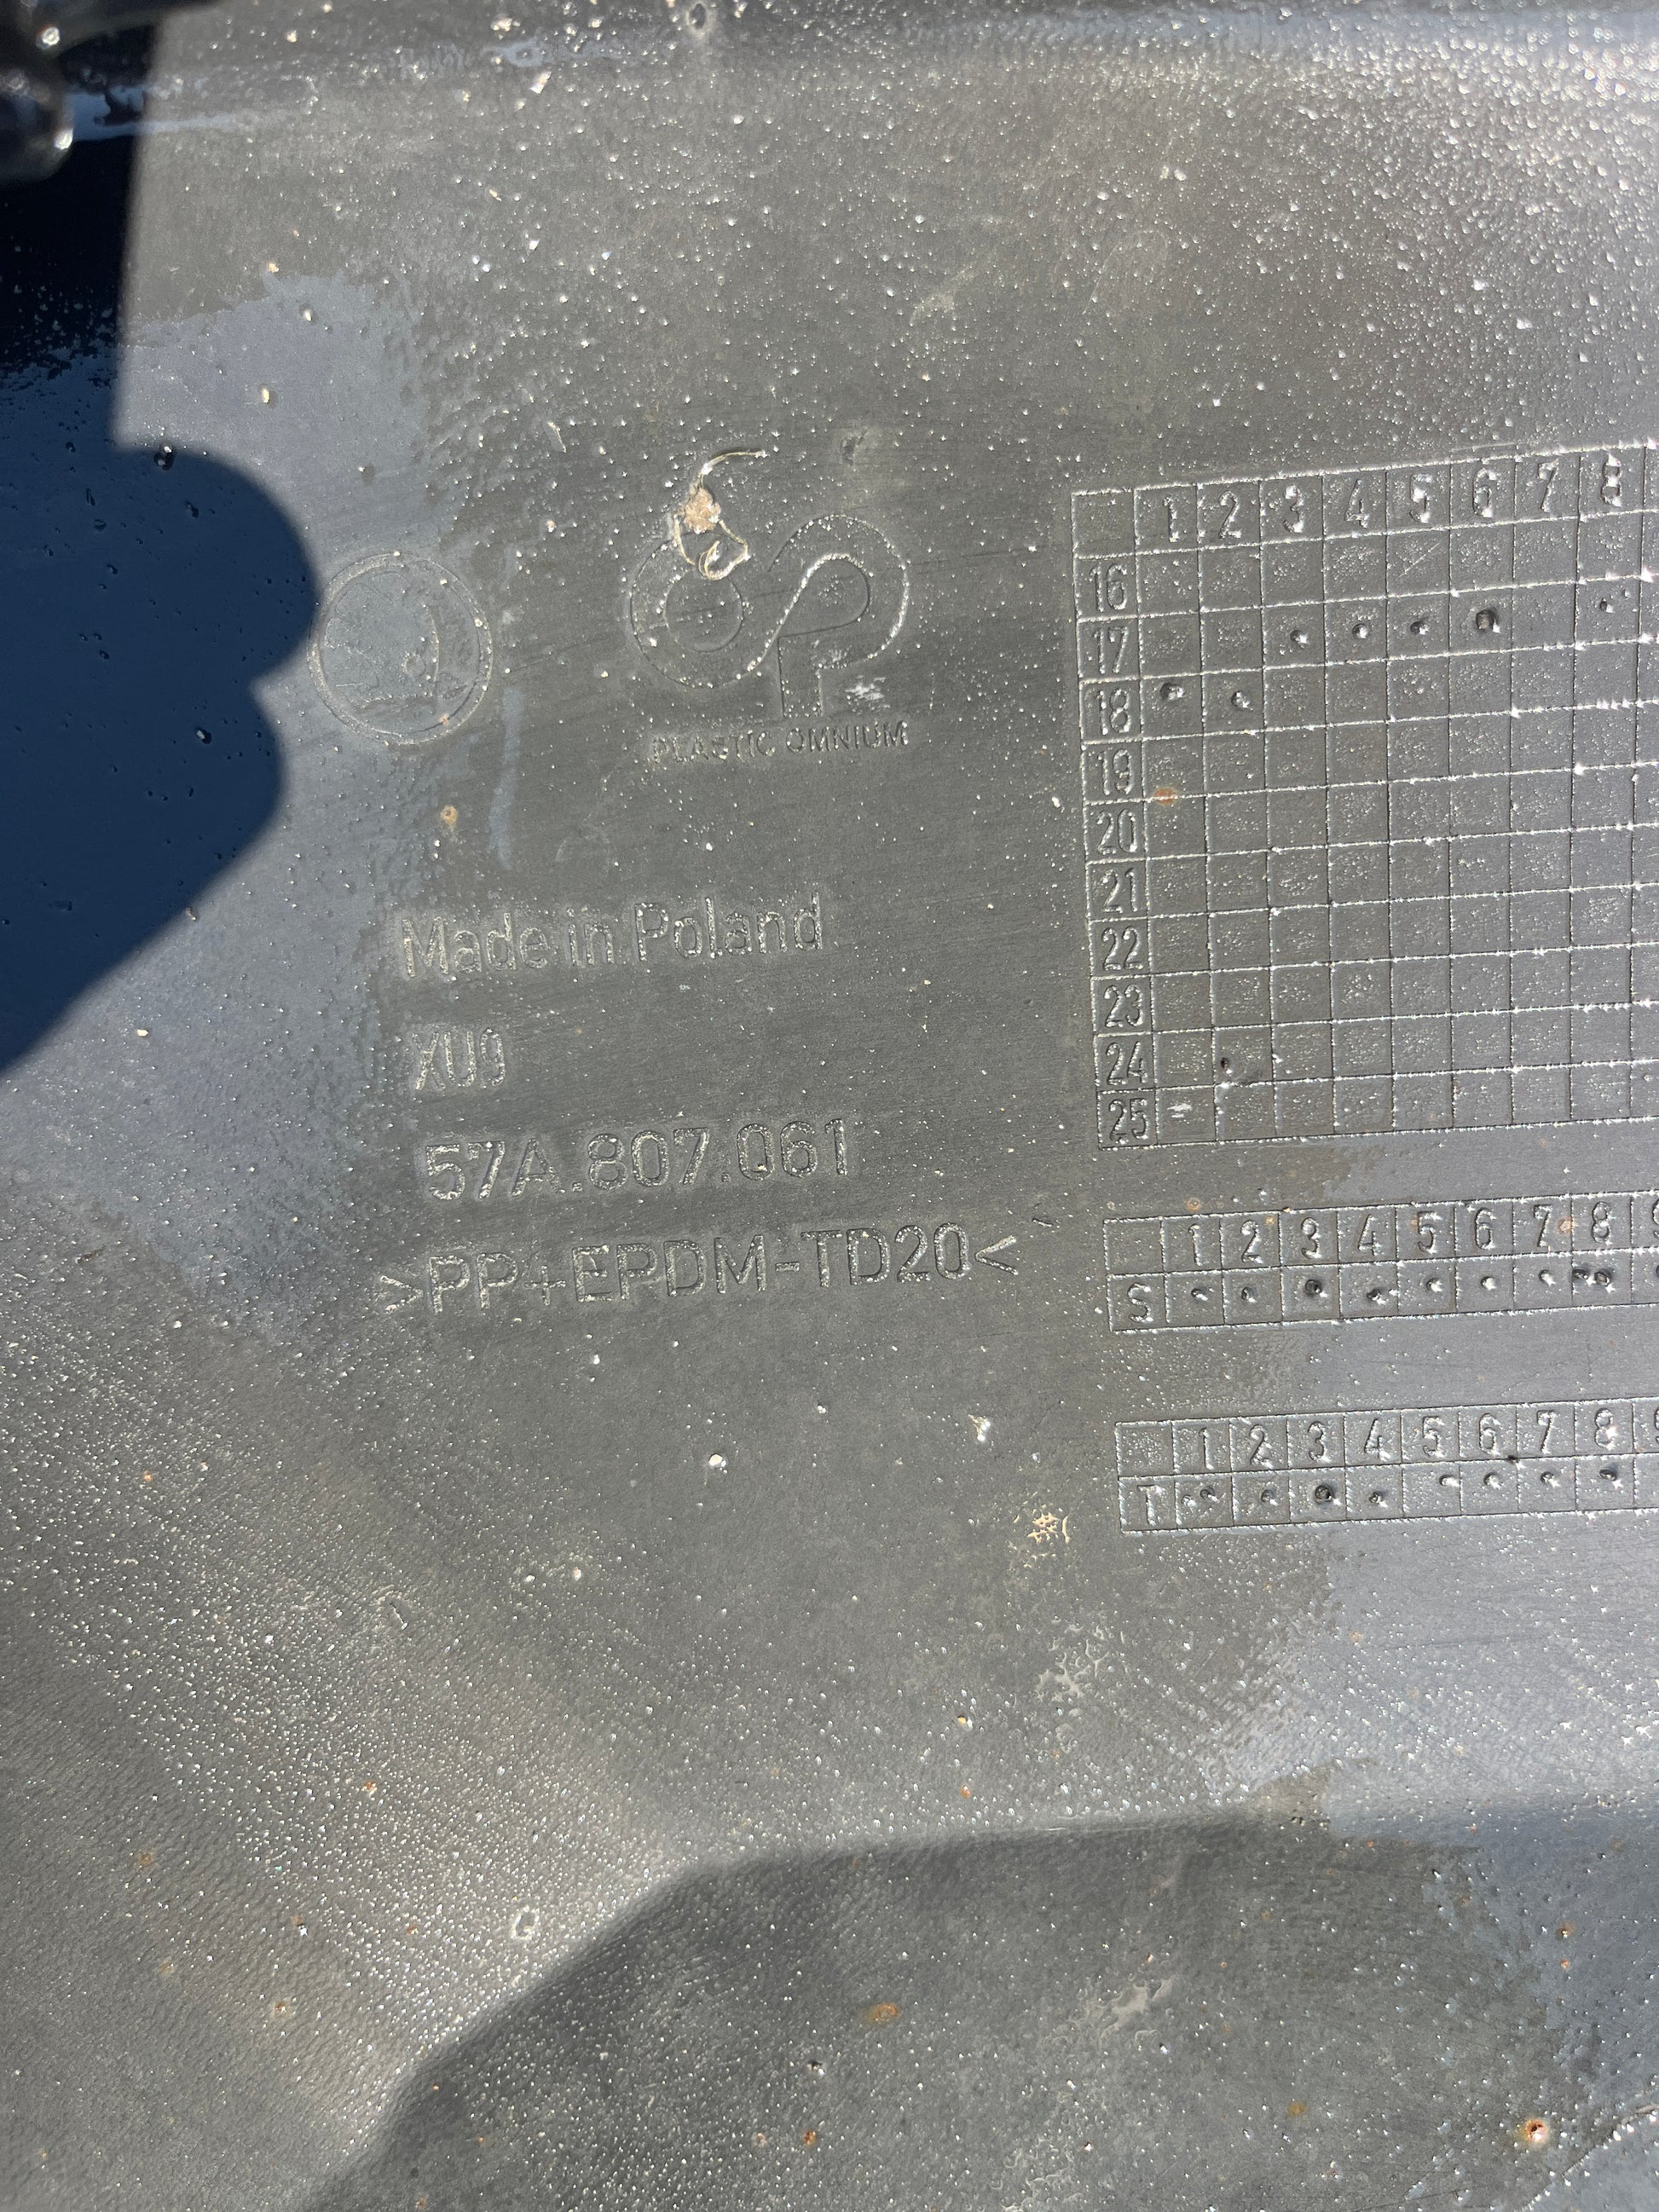 PLASTIC OMNIUM
Made in Poland
XU9
57A.807.061
>PP+EPDM-TD20<
1 2 3 4 5 6 7 8
16
17
18
19
20
21
22
23
24
25
1 2 3 4 5 6 7 8 9
S
1 2 3 4 5 6 7 8 9
T